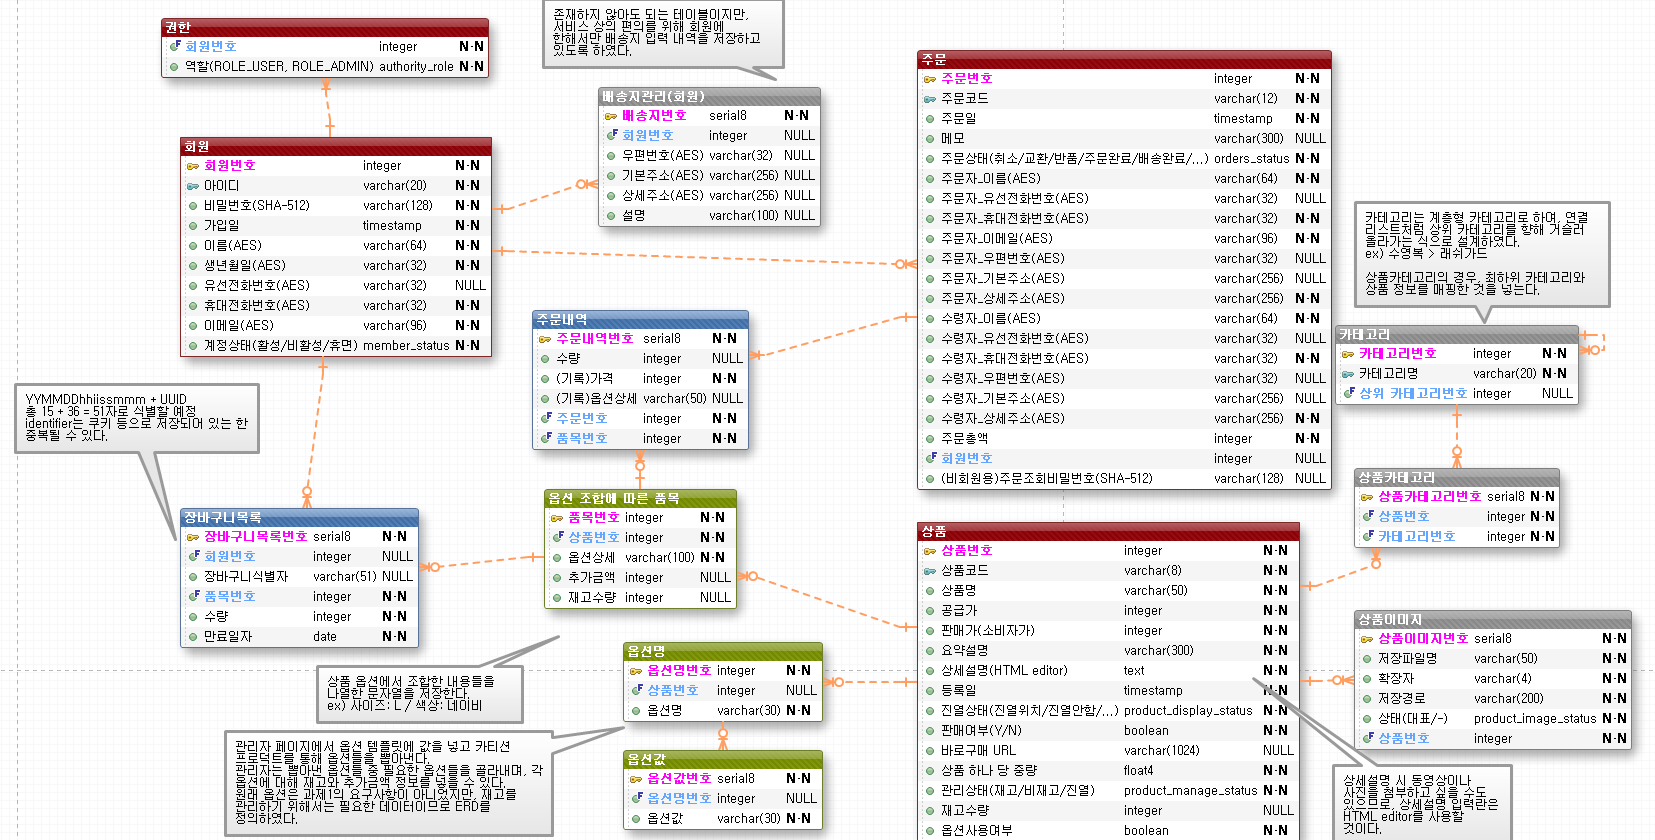 권한
회원번호 integer N-N
역할(ROLE_USER, ROLE_ADMIN) authority_role N-N
존재하지 않아도 되는 테이블이지만,
서비스 상의 편의를 위해 회원에
한해서만 배송지 입력 내역을 저장하고
있도록 하였다.
배송지관리(회원)
배송지번호 serial8 N-N
회원번호 integer NULL
우편번호(AES) varchar(32) NULL
기본주소(AES) varchar(256) NULL
상세주소(AES) varchar(256) NULL
설명 varchar(100) NULL
회원
회원번호 integer N-N
아이디 varchar(20) N-N
비밀번호(SHA-512) varchar(128) N-N
가입일 timestamp N-N
이름(AES) varchar(64) N-N
생년월일(AES) varchar(32) N-N
유선전화번호(AES) varchar(32) NULL
휴대전화번호(AES) varchar(32) N-N
이메일(AES) varchar(96) N-N
계정상태(활성/비활성/휴면) member_status N-N
주문
주문번호 integer N-N
주문코드 varchar(12) N-N
주문일 timestamp N-N
메모 varchar(300) NULL
주문상태(취소/교환/반품/주문완료/배송완료/...) orders_status N-N
주문자_이름(AES) varchar(64) N-N
주문자_유선전화번호(AES) varchar(32) NULL
주문자_휴대전화번호(AES) varchar(32) N-N
주문자_이메일(AES) varchar(96) N-N
주문자_우편번호(AES) varchar(32) N-N
주문자_기본주소(AES) varchar(256) NULL
주문자_상세주소(AES) varchar(256) N-N
수령자_이름(AES) varchar(64) N-N
수령자_유선전화번호(AES) varchar(32) NULL
수령자_휴대전화번호(AES) varchar(32) N-N
수령자_우편번호(AES) varchar(32) NULL
수령자_기본주소(AES) varchar(256) NULL
수령자_상세주소(AES) varchar(256) N-N
주문총액 integer N-N
회원번호 integer NULL
(비회원용)주문조회비밀번호(SHA-512) varchar(128) NULL
카테고리는 계층형 카테고리로 하며, 연결
리스트처럼 상위 카테고리를 향해 거슬러
올라가는 식으로 설계하였다.
ex) 수영복 > 래쉬가드
상품카테고리의 경우, 최하위 카테고리와
상품 정보를 매핑한 것을 넣는다.
카테고리
카테고리번호 integer N-N
카테고리명 varchar(20) N-N
상위 카테고리번호 integer NULL
주문내역
주문내역번호 serial8 N-N
수량 integer NULL
(기록)가격 integer N-N
(기록)옵션상세 varchar(50) NULL
주문번호 integer N-N
품목번호 integer N-N
YYMMDDhhiissmmm + UUID
총 15 + 36 = 51자로 식별할 예정
identifier는 쿠키 등으로 저장되어 있는 한
중복될 수 있다.
장바구니목록
장바구니목록번호 serial8 N-N
회원번호 integer NULL
장바구니식별자 varchar(51) NULL
품목번호 integer N-N
수량 integer N-N
만료일자 date N-N
옵션 조합에 따른 품목
품목번호 integer N-N
상품번호 integer N-N
옵션상세 varchar(100) N-N
추가금액 integer NULL
재고수량 integer NULL
상품카테고리
상품카테고리번호 serial8 N-N
상품번호 integer N-N
카테고리번호 integer N-N
상품
상품번호 integer N-N
상품코드 varchar(8) N-N
상품명 varchar(50) N-N
공급가 integer N-N
판매가(소비자가) integer N-N
요약설명 varchar(300) N-N
상세설명(HTML editor) text N-N
등록일 timestamp N-N
진열상태(진열위치/진열안함/...) product_display_status N-N
판매여부(Y/N) boolean N-N
바로구매 URL varchar(1024) NULL
상품 하나 당 중량 float4 N-N
관리상태(재고/비재고/진열) product_manage_status N-N
재고수량 integer NULL
옵션사용여부 boolean N-N
상품이미지
상품이미지번호 serial8 N-N
저장파일명 varchar(50) N-N
확장자 varchar(4) N-N
저장경로 varchar(200) N-N
상태(대표/-) product_image_status N-N
상품번호 integer N-N
상품 옵션에서 조합한 내용들을
나열한 문자열을 저장한다.
ex) 사이즈: L / 색상: 네이비
옵션명
옵션명번호 integer N-N
상품번호 integer NULL
옵션명 varchar(30) N-N
관리자 페이지에서 옵션 템플릿에 값을 넣고 카티션
프로덕트를 통해 옵션들을 뽑아낸다.
관리자는 뽑아낸 옵션들 중 필요한 옵션들을 골라내며, 각
옵션에 대해 재고와 추가금액 정보를 넣을 수 있다.
원래 옵션은 과제1의 요구사항이 아니었지만, 재고를
관리하기 위해서는 필요한 데이터이므로 ERD를
정의하였다.
옵션값
옵션값번호 serial8 N-N
옵션명번호 integer NULL
옵션값 varchar(30) N-N
상세설명 시 동영상이나
사진을 첨부하고 싶을 수도
있으므로, 상세설명 입력란은
HTML editor를 사용할
것이다.